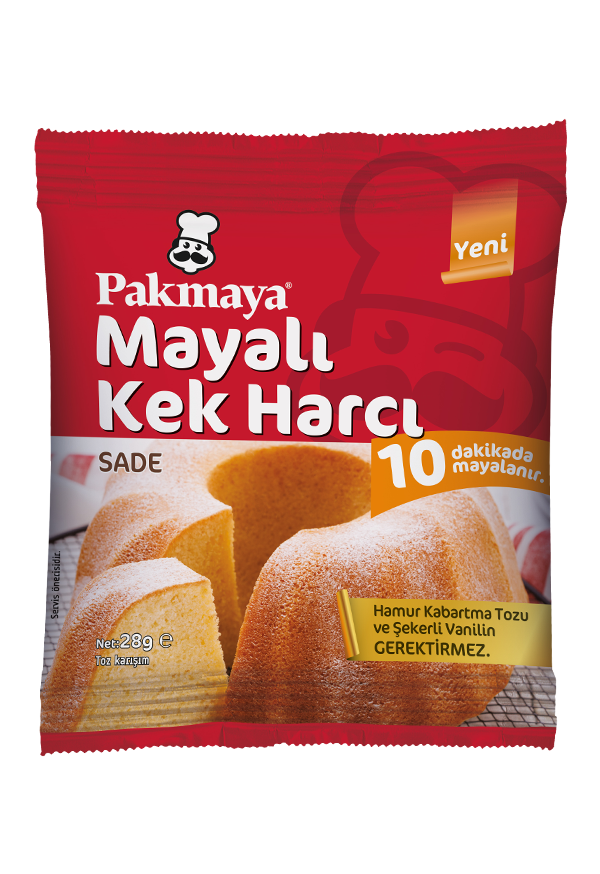 Yeni
Pakmaya®
Mayalı
Kek Harcı
SADE
10 dakikada
mayalanır.
Servis önerisidir.
Hamur Kabartma Tozu
ve Şekerli Vanilin
GEREKTİRMEZ.
Net:28g ℮
Toz karışım